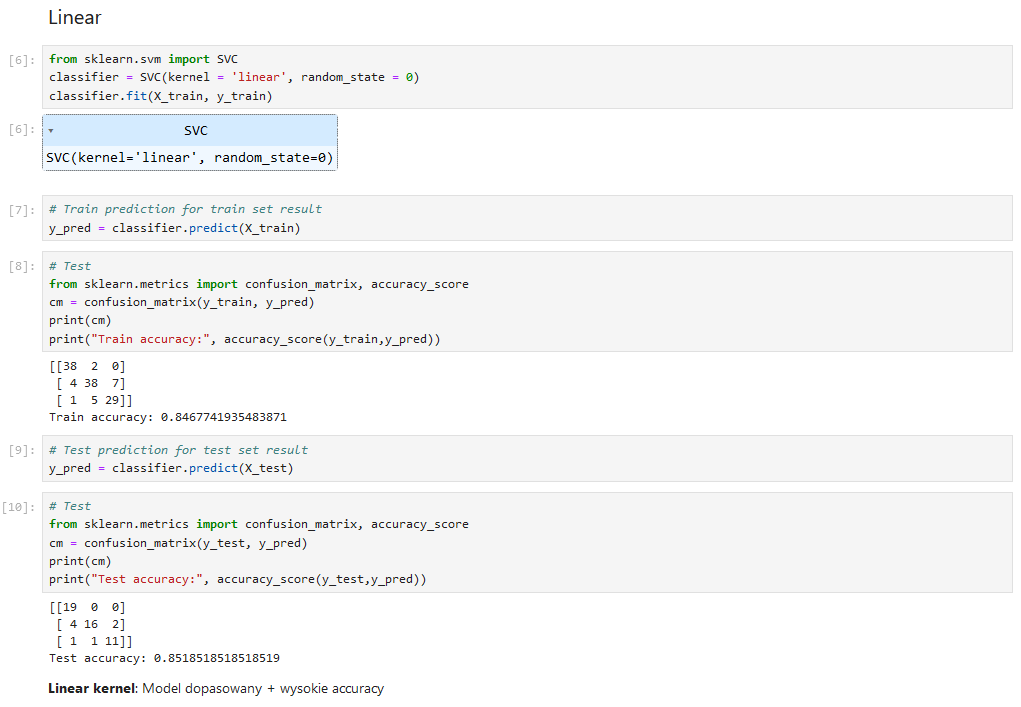 Linear
[6]:
from sklearn.svm import SVC
classifier = SVC(kernel = 'linear', random_state = 0)
classifier.fit(X_train, y_train)
[6]:
▾ SVC
SVC(kernel='linear', random_state=0)
[7]:
# Train prediction for train set result
y_pred = classifier.predict(X_train)
[8]:
# Test
from sklearn.metrics import confusion_matrix, accuracy_score
cm = confusion_matrix(y_train, y_pred)
print(cm)
print("Train accuracy:", accuracy_score(y_train,y_pred))
[[38  2  0]
 [ 4 38  7]
 [ 1  5 29]]
Train accuracy: 0.8467741935483871
[9]:
# Test prediction for test set result
y_pred = classifier.predict(X_test)
[10]:
# Test
from sklearn.metrics import confusion_matrix, accuracy_score
cm = confusion_matrix(y_test, y_pred)
print(cm)
print("Test accuracy:", accuracy_score(y_test,y_pred))
[[19  0  0]
 [ 4 16  2]
 [ 1  1 11]]
Test accuracy: 0.8518518518518519
Linear kernel: Model dopasowany + wysokie accuracy